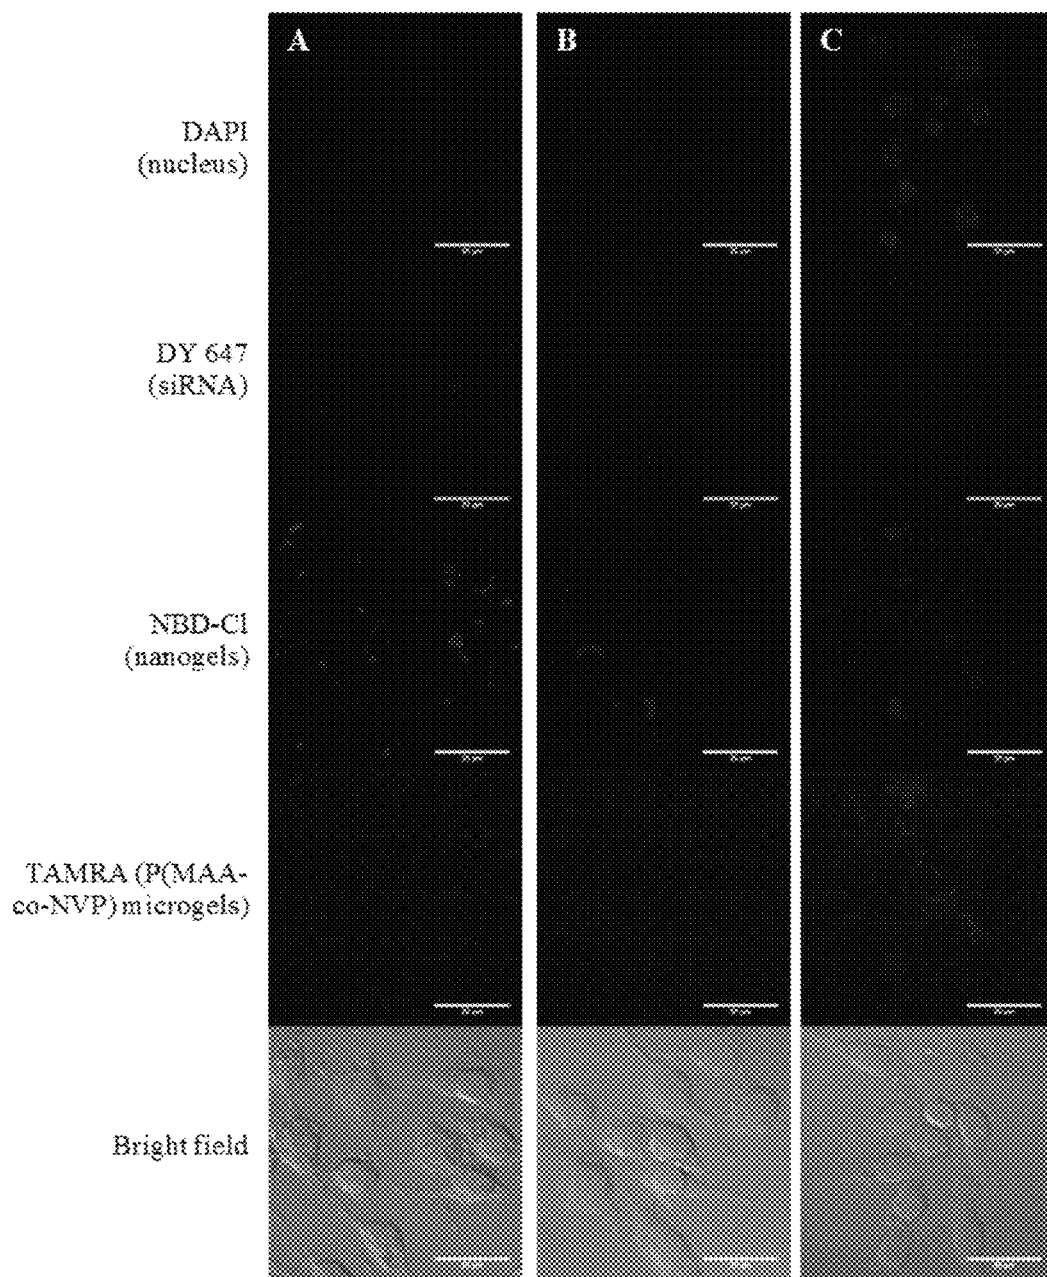 A B C
DAPI
(nucleus)
DY 647
(siRNA)
NBD-Cl
(nanogels)
TAMRA (P(MAA-
co-NVP) microgels)
Bright field